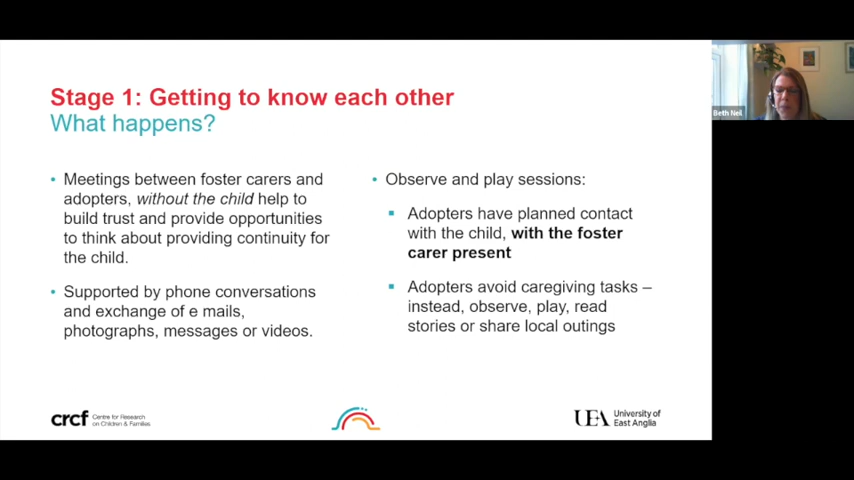 Stage 1: Getting to know each other
What happens?
• Meetings between foster carers and
adopters, without the child help to
build trust and provide opportunities
to think about providing continuity for
the child.
• Supported by phone conversations
and exchange of e mails,
photographs, messages or videos.
• Observe and play sessions:
▪ Adopters have planned contact
with the child, with the foster
carer present
▪ Adopters avoid caregiving tasks –
instead, observe, play, read
stories or share local outings
crcf
Centre for Research
on Children & Families
UEA
University of
East Anglia
Beth Neil